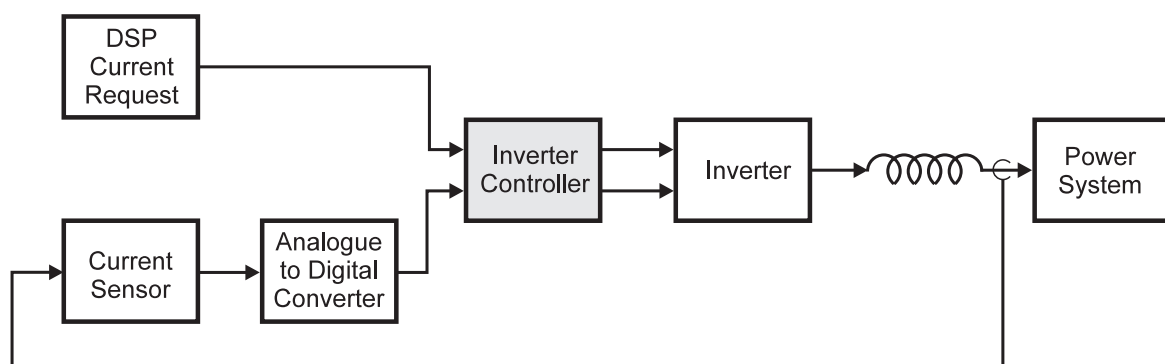 DSP
Current
Request
Inverter
Controller
Inverter
Power
System
Current
Sensor
Analogue
to Digital
Converter